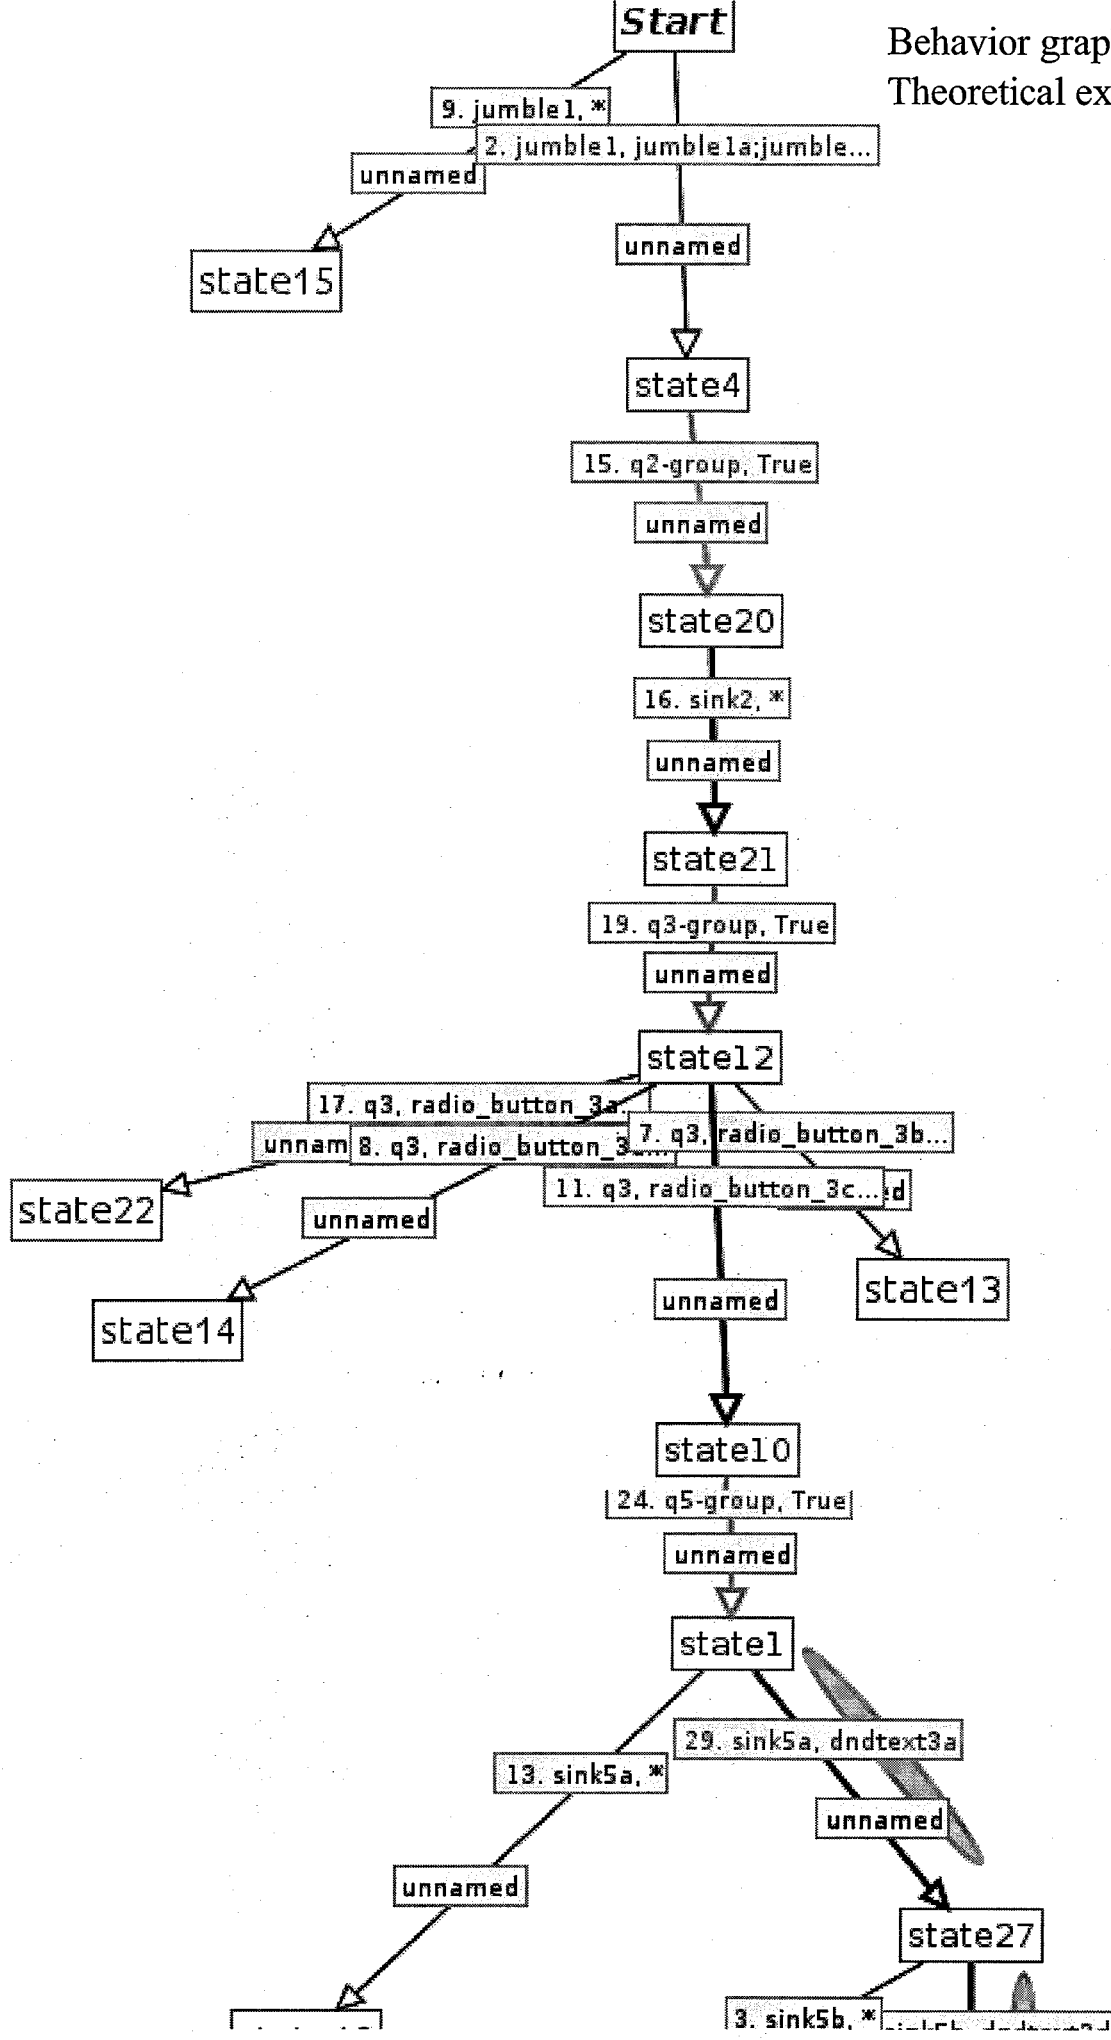 Start
Behavior grap
Theoretical ex
9. jumble1, *
2. jumble1, jumble1a;jumble...
unnamed
unnamed
state15
state4
15. q2-group, True
unnamed
state20
16. sink2, *
unnamed
state21
19. q3-group, True
unnamed
state12
17. q3, radio_button_3a...
7. q3, radio_button_3b...
unnam
8. q3, radio_button_3
11. q3, radio_button_3c...
ed
state22
unnamed
state13
unnamed
state14
state10
24. q5-group, True
unnamed
state1
29. sink5a, dndtext3a
13. sink5a, *
unnamed
unnamed
state27
3. sink5b, *